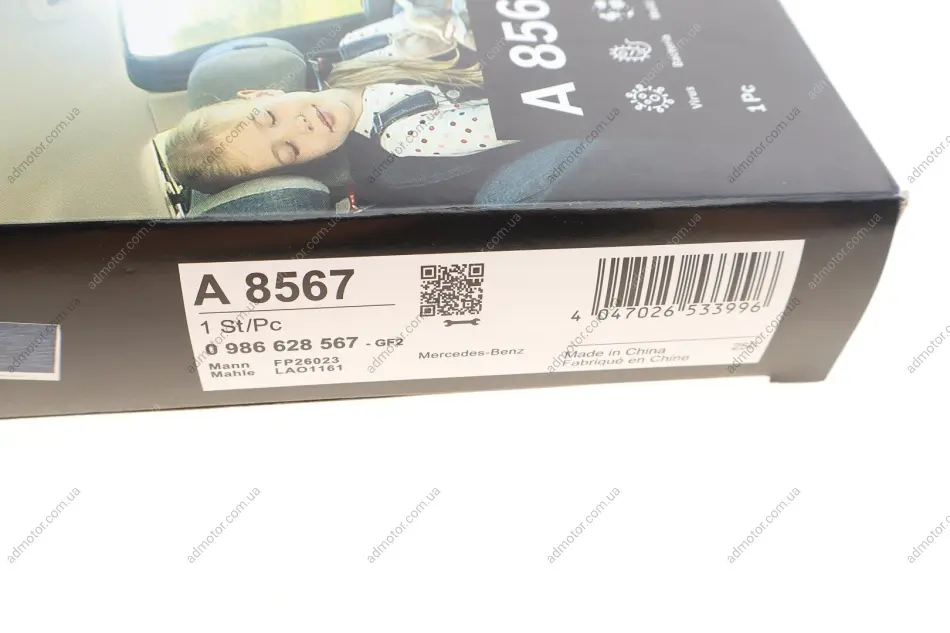 A 856
Bacteria
Virus
1 Pc
A 8567
1 St/Pc
0 986 628 567 - GF2
Mann FP26023
Mahle LAO1161
Mercedes-Benz
4 047026 533996
Made in China
Fabriqué en Chine
admotor.com.ua